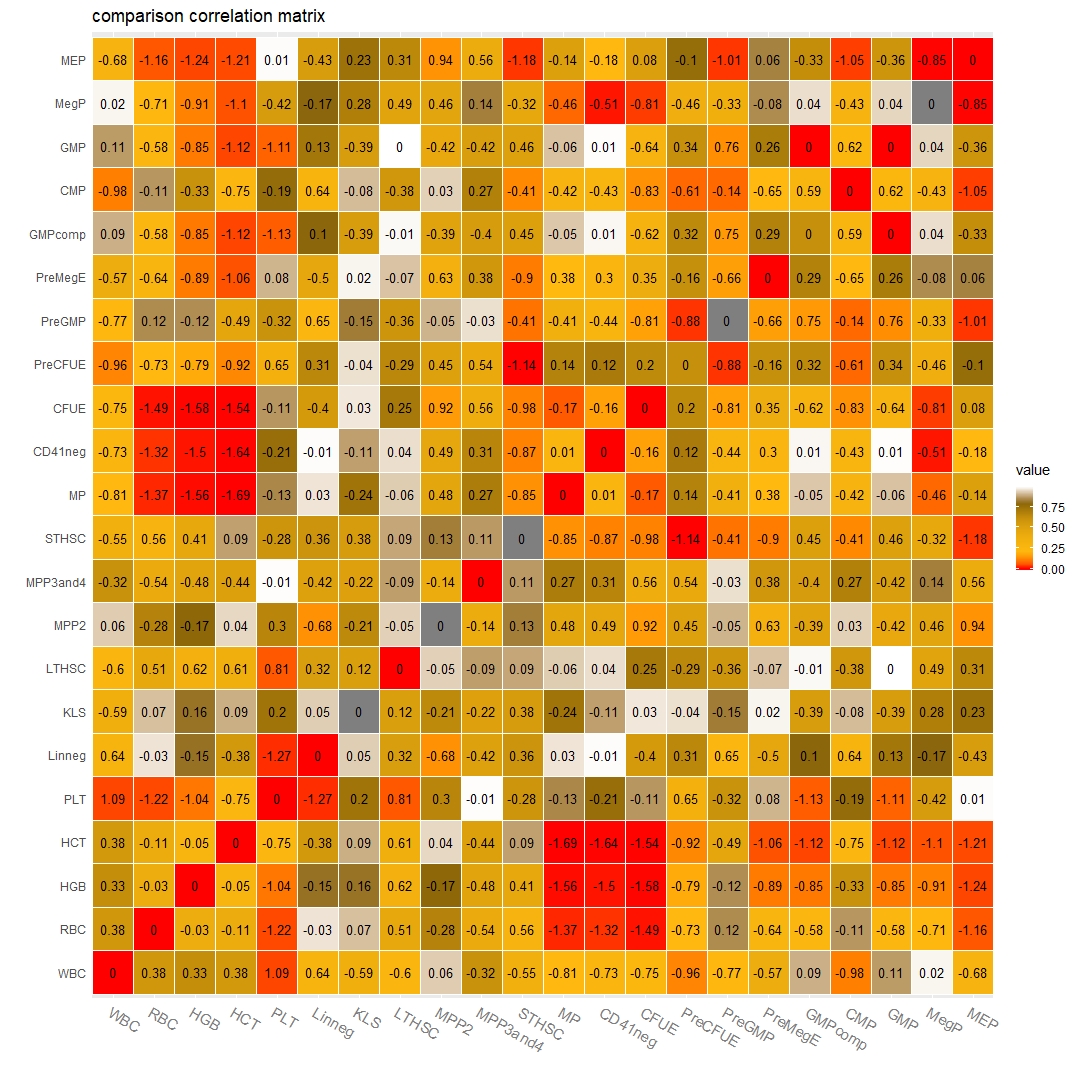 comparison correlation matrix
MEP -0.68 -1.16 -1.24 -1.21 0.01 -0.43 0.23 0.31 0.94 0.56 -1.18 -0.14 -0.18 0.08 -0.1 -1.01 0.06 -0.33 -1.05 -0.36 -0.85 0
MegP 0.02 -0.71 -0.91 -1.1 -0.42 -0.17 0.28 0.49 0.46 0.14 -0.32 -0.46 -0.51 -0.81 -0.46 -0.33 -0.08 0.04 -0.43 0.04 0 -0.85
GMP 0.11 -0.58 -0.85 -1.12 -1.11 0.13 -0.39 0 -0.42 -0.42 0.46 -0.06 0.01 -0.64 0.34 0.76 0.26 0 0.62 0 0.04 -0.36
CMP -0.98 -0.11 -0.33 -0.75 -0.19 0.64 -0.08 -0.38 0.03 0.27 -0.41 -0.42 -0.43 -0.83 -0.61 -0.14 -0.65 0.59 0 0.62 -0.43 -1.05
GMPcomp 0.09 -0.58 -0.85 -1.12 -1.13 0.1 -0.39 -0.01 -0.39 -0.4 0.45 -0.05 0.01 -0.62 0.32 0.75 0.29 0 0.59 0 0.04 -0.33
PreMegE -0.57 -0.64 -0.89 -1.06 0.08 -0.5 0.02 -0.07 0.63 0.38 -0.9 0.38 0.3 0.35 -0.16 -0.66 0 0.29 -0.65 0.26 -0.08 0.06
PreGMP -0.77 0.12 -0.12 -0.49 -0.32 0.65 -0.15 -0.36 -0.05 -0.03 -0.41 -0.41 -0.44 -0.81 -0.88 0 -0.66 0.75 -0.14 0.76 -0.33 -1.01
PreCFUE -0.96 -0.73 -0.79 -0.92 0.65 0.31 -0.04 -0.29 0.45 0.54 -1.14 0.14 0.12 0.2 0 -0.88 -0.16 0.32 -0.61 0.34 -0.46 -0.1
CFUE -0.75 -1.49 -1.58 -1.54 -0.11 -0.4 0.03 0.25 0.92 0.56 -0.98 -0.17 -0.16 0 0.2 -0.81 0.35 -0.62 -0.83 -0.64 -0.81 0.08
CD41neg -0.73 -1.32 -1.5 -1.64 -0.21 -0.01 -0.11 0.04 0.49 0.31 -0.87 0.01 0 -0.16 0.12 -0.44 0.3 0.01 -0.43 0.01 -0.51 -0.18
MP -0.81 -1.37 -1.56 -1.69 -0.13 0.03 -0.24 -0.06 0.48 0.27 -0.85 0 0.01 -0.17 0.14 -0.41 0.38 -0.05 -0.42 -0.06 -0.46 -0.14
STHSC -0.55 0.56 0.41 0.09 -0.28 0.36 0.38 0.09 0.13 0.11 0 -0.85 -0.87 -0.98 -1.14 -0.41 -0.9 0.45 -0.41 0.46 -0.32 -1.18
MPP3and4 -0.32 -0.54 -0.48 -0.44 -0.01 -0.42 -0.22 -0.09 -0.14 0 0.11 0.27 0.31 0.56 0.54 -0.03 0.38 -0.4 0.27 -0.42 0.14 0.56
MPP2 0.06 -0.28 -0.17 0.04 0.3 -0.68 -0.21 -0.05 0 -0.14 0.13 0.48 0.49 0.92 0.45 -0.05 0.63 -0.39 0.03 -0.42 0.46 0.94
LTHSC -0.6 0.51 0.62 0.61 0.81 0.32 0.12 0 -0.05 -0.09 0.09 -0.06 0.04 0.25 -0.29 -0.36 -0.07 -0.01 -0.38 0 0.49 0.31
KLS -0.59 0.07 0.16 0.09 0.2 0.05 0 0.12 -0.21 -0.22 0.38 -0.24 -0.11 0.03 -0.04 -0.15 0.02 -0.39 -0.08 -0.39 0.28 0.23
Linneg 0.64 -0.03 -0.15 -0.38 -1.27 0 0.05 0.32 -0.68 -0.42 0.36 0.03 -0.01 -0.4 0.31 0.65 -0.5 0.1 0.64 0.13 -0.17 -0.43
PLT 1.09 -1.22 -1.04 -0.75 0 -1.27 0.2 0.81 0.3 -0.01 -0.28 -0.13 -0.21 -0.11 0.65 -0.32 0.08 -1.13 -0.19 -1.11 -0.42 0.01
HCT 0.38 -0.11 -0.05 0 -0.75 -0.38 0.09 0.61 0.04 -0.44 0.09 -1.69 -1.64 -1.54 -0.92 -0.49 -1.06 -1.12 -0.75 -1.12 -1.1 -1.21
HGB 0.33 -0.03 0 -0.05 -1.04 -0.15 0.16 0.62 -0.17 -0.48 0.41 -1.56 -1.5 -1.58 -0.79 -0.12 -0.89 -0.85 -0.33 -0.85 -0.91 -1.24
RBC 0.38 0 -0.03 -0.11 -1.22 -0.03 0.07 0.51 -0.28 -0.54 0.56 -1.37 -1.32 -1.49 -0.73 0.12 -0.64 -0.58 -0.11 -0.58 -0.71 -1.16
WBC 0 0.38 0.33 0.38 1.09 0.64 -0.59 -0.6 0.06 -0.32 -0.55 -0.81 -0.73 -0.75 -0.96 -0.77 -0.57 0.09 -0.98 0.11 0.02 -0.68
WBC RBC HGB HCT PLT Linneg KLS LTHSC MPP2 MPP3and4 STHSC MP CD41neg CFUE PreCFUE PreGMP PreMegE GMPcomp CMP GMP MegP MEP
value
0.75
0.50
0.25
0.00